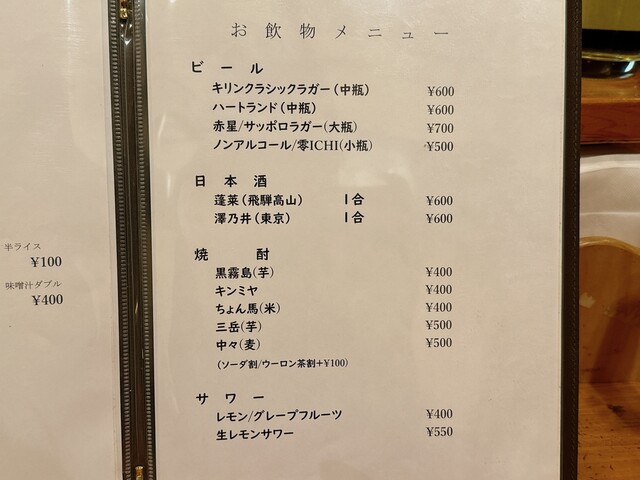 半ライス
¥100
味噌汁ダブル
¥400
お飲物メニュー
ビール
キリンクラシックラガー(中瓶) ¥600
ハートランド(中瓶) ¥600
赤星/サッポロラガー(大瓶) ¥700
ノンアルコール/零ICHI(小瓶) ¥500
日本酒
蓬莱(飛騨高山) 1合 ¥600
澤乃井(東京) 1合 ¥600
焼酎
黒霧島(芋) ¥400
キンミヤ ¥400
ちょん馬(米) ¥400
三岳(芋) ¥500
中々(麦) ¥500
(ソーダ割/ウーロン茶割+¥100)
サワー
レモン/グレープフルーツ ¥400
生レモンサワー ¥550